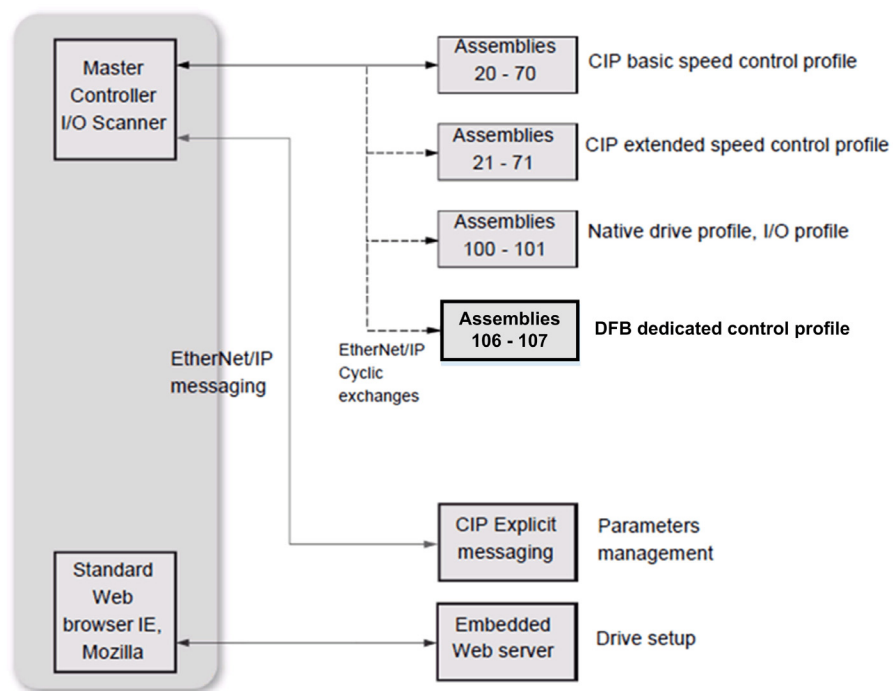 Master
Controller
I/O Scanner
Assemblies
20 - 70
CIP basic speed control profile
Assemblies
21 - 71
CIP extended speed control profile
Assemblies
100 - 101
Native drive profile, I/O profile
Assemblies
106 - 107
DFB dedicated control profile
EtherNet/IP
messaging
EtherNet/IP
Cyclic
exchanges
CIP Explicit
messaging
Parameters
management
Standard
Web
browser IE,
Mozilla
Embedded
Web server
Drive setup